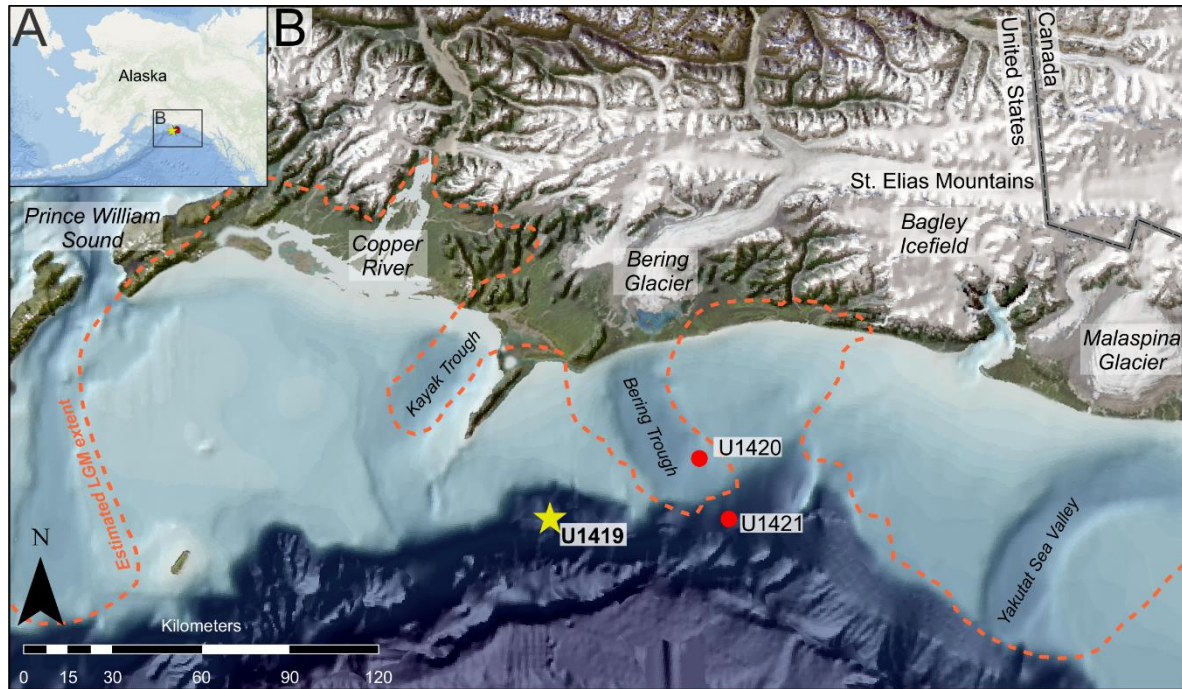 A
Alaska
B
B
Canada
United States
St. Elias Mountains
Prince William
Sound
Copper
River
Bering
Glacier
Bagley
Icefield
Malaspina
Glacier
Kayak Trough
Bering Trough
U1420
U1421
U1419
Yakutat Sea Valley
Estimated LGM extent
N
Kilometers
0 15 30 60 90 120